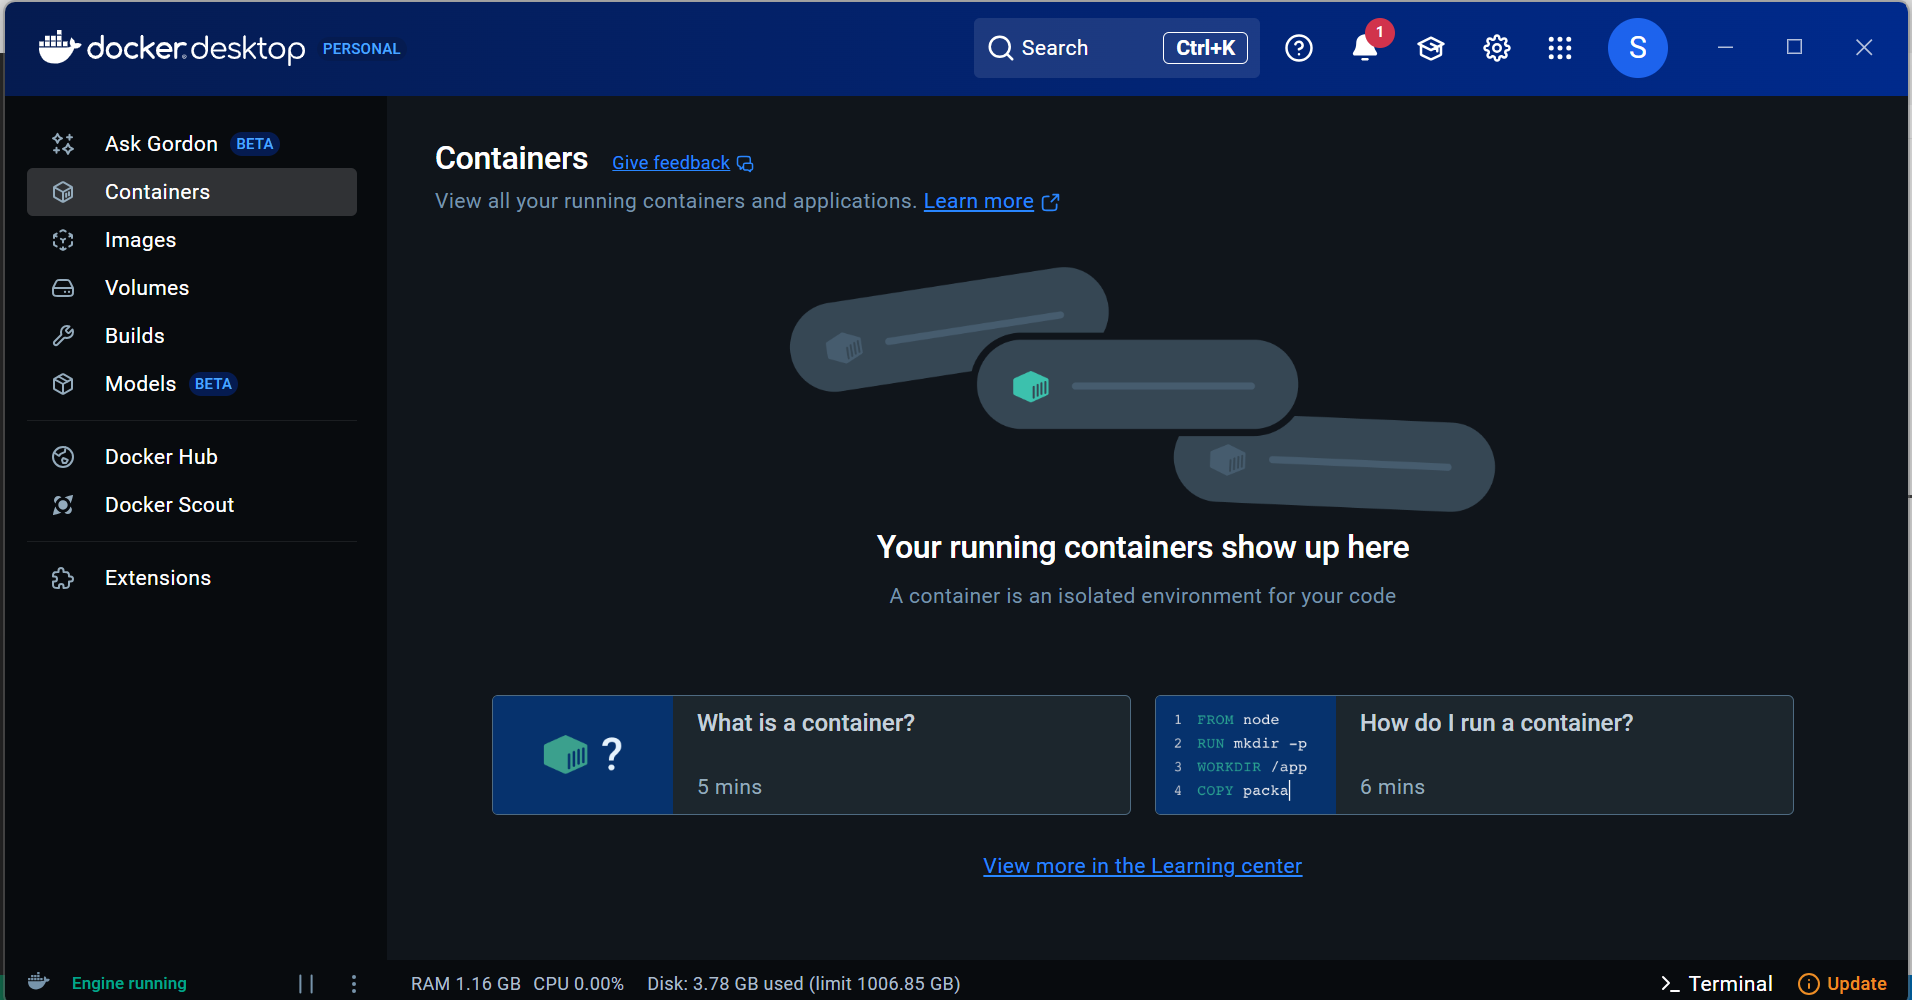 docker desktop PERSONAL
Search Ctrl+K
1
S
Ask Gordon BETA
Containers
Images
Volumes
Builds
Models BETA
Docker Hub
Docker Scout
Extensions
Containers Give feedback
View all your running containers and applications. Learn more
Your running containers show up here
A container is an isolated environment for your code
?
What is a container?
5 mins
1 FROM node
2 RUN mkdir -p
3 WORKDIR /app
4 COPY packa
How do I run a container?
6 mins
View more in the Learning center
Engine running
RAM 1.16 GB CPU 0.00% Disk: 3.78 GB used (limit 1006.85 GB)
>_ Terminal
Update